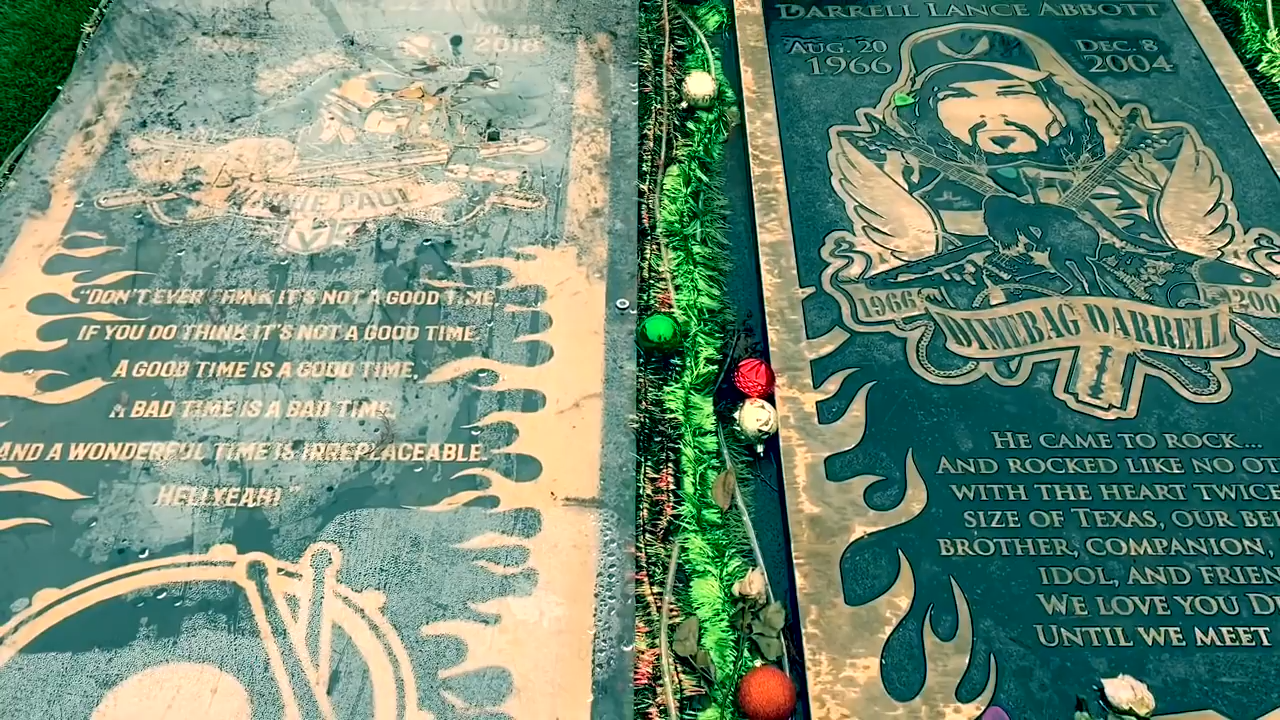 2018
VINNIE PAUL
"DON'T EVER THINK IT'S NOT A GOOD TIME
IF YOU DO THINK IT'S NOT A GOOD TIME
A GOOD TIME IS A GOOD TIME,
A BAD TIME IS A BAD TIME,
AND A WONDERFUL TIME IS IRREPLACEABLE.
HELLYEAH!"
DARRELL LANCE ABBOTT
AUG. 20
1966
DEC. 8
2004
1966
DIMEBAG DARRELL
HE CAME TO ROCK...
AND ROCKED LIKE NO
WITH THE HEART TWICE
SIZE OF TEXAS, OUR
BROTHER, COMPANION,
IDOL, AND
WE LOVE YOU
UNTIL WE MEET